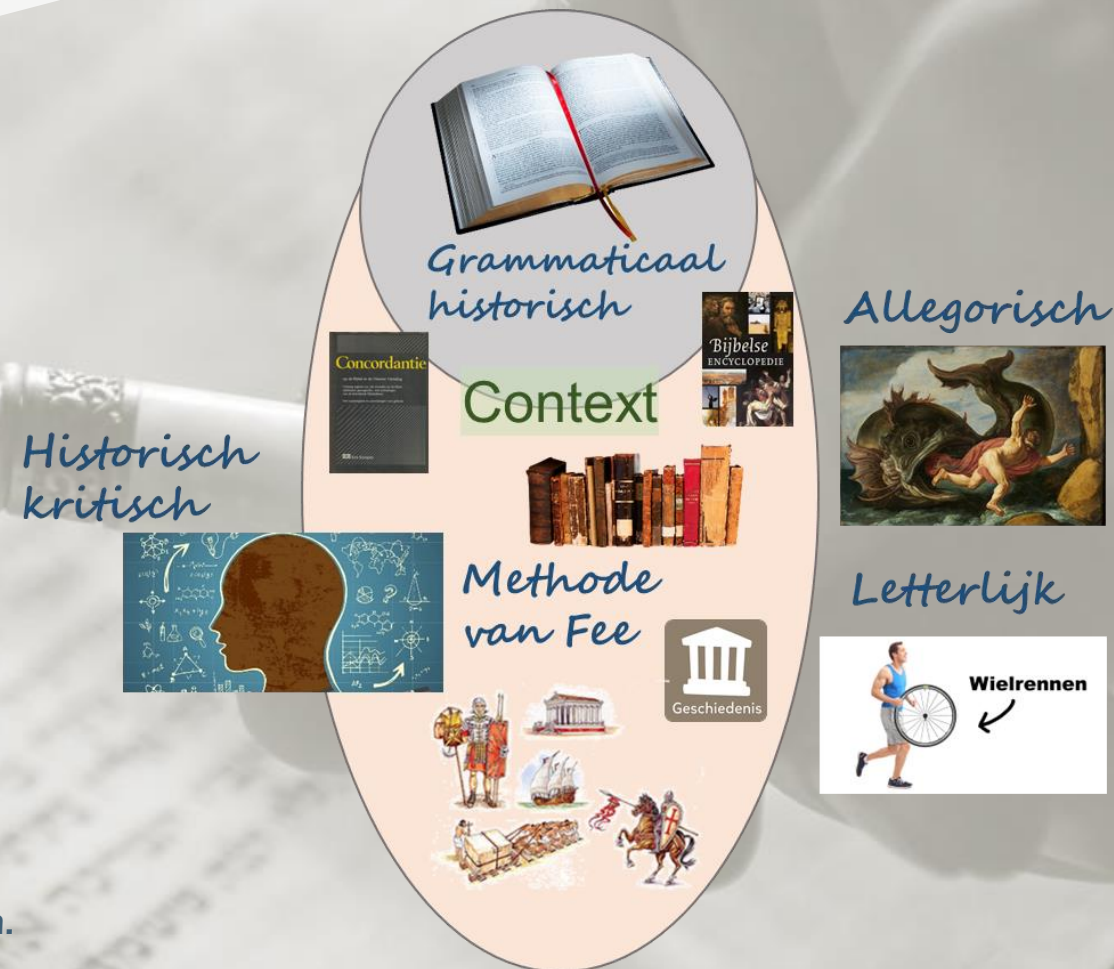 Grammaticaal
historisch
Concordantie
Bijbelse
ENCYCLOPEDIE
Context
Allegorisch
Historisch
kritisch
Methode
van Fee
Geschiedenis
Letterlijk
Wielrennen